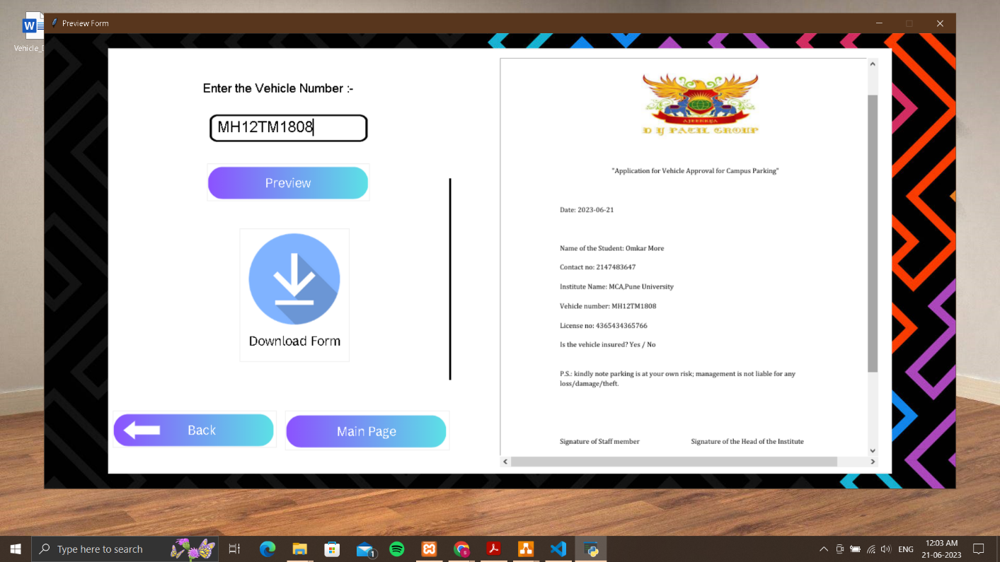 Preview Form
Vehicle_
Enter the Vehicle Number :-
MH12TM1808
Preview
Download Form
Back
Main Page
AJEENKYA
D Y PATIL GROUP
"Application for Vehicle Approval for Campus Parking"
Date: 2023-06-21
Name of the Student: Omkar More
Contact no: 2147483647
Institute Name: MCA,Pune University
Vehicle number: MH12TM1808
License no: 4365434365766
Is the vehicle insured? Yes / No
P.S.: kindly note parking is at your own risk; management is not liable for any
loss/damage/theft.
Signature of Staff member Signature of the Head of the Institute
Type here to search
1
ENG
12:03 AM
21-06-2023